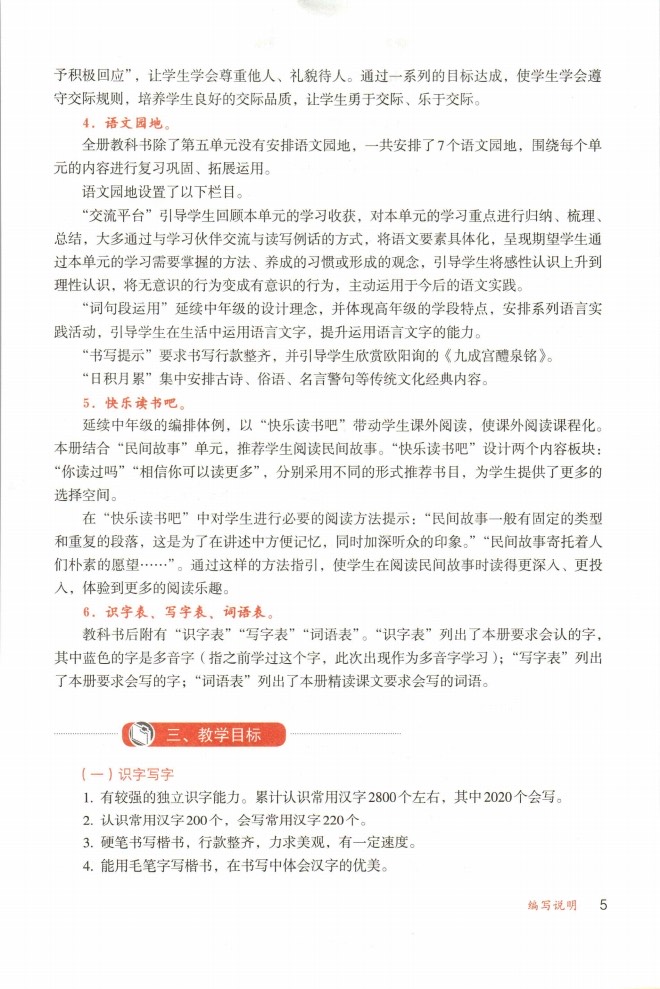 予积极回应”，让学生学会尊重他人、礼貌待人。通过一系列的目标达成，使学生学会遵
守交际规则，培养学生良好的交际品质，让学生勇于交际、乐于交际。
4．语文园地。
全册教科书除了第五单元没有安排语文园地，一共安排了7个语文园地，围绕每个单
元的内容进行复习巩固、拓展运用。
语文园地设置了以下栏目。
“交流平台”引导学生回顾本单元的学习收获，对本单元的学习重点进行归纳、梳理、
总结，大多通过与学习伙伴交流与读写例话的方式，将语文要素具体化，呈现期望学生通
过本单元的学习需要掌握的方法、养成的习惯或形成的观念，引导学生将感性认识上升到
理性认识，将无意识的行为变成有意识的行为，主动运用于今后的语文实践。
“词句段运用”延续中年级的设计理念，并体现高年级的学段特点，安排系列语言实
践活动，引导学生在生活中运用语言文字，提升运用语言文字的能力。
“书写提示”要求书写行款整齐，并引导学生欣赏欧阳询的《九成宫醴泉铭》。
“日积月累”集中安排古诗、俗语、名言警句等传统文化经典内容。
5．快乐读书吧。
延续中年级的编排体例，以“快乐读书吧”带动学生课外阅读，使课外阅读课程化。
本册结合“民间故事”单元，推荐学生阅读民间故事。“快乐读书吧”设计两个内容板块：
“你读过吗”“相信你可以读更多”，分别采用不同的形式推荐书目，为学生提供了更多的
选择空间。
在“快乐读书吧”中对学生进行必要的阅读方法提示：“民间故事一般有固定的类型
和重复的段落，这是为了在讲述中方便记忆，同时加深听众的印象。”“民间故事寄托着人
们朴素的愿望……”。通过这样的方法指引，使学生在阅读民间故事时读得更深入、更投
入，体验到更多的阅读乐趣。
6．识字表、写字表、词语表。
教科书后附有“识字表”“写字表”“词语表”。“识字表”列出了本册要求会认的字，
其中蓝色的字是多音字（指之前学过这个字，此次出现作为多音字学习）；“写字表”列出
了本册要求会写的字；“词语表”列出了本册精读课文要求会写的词语。
三、教学目标
（一）识字写字
1. 有较强的独立识字能力。累计认识常用汉字2800个左右，其中2020个会写。
2. 认识常用汉字200个，会写常用汉字220个。
3. 硬笔书写楷书，行款整齐，力求美观，有一定速度。
4. 能用毛笔字写楷书，在书写中体会汉字的优美。
编写说明 5